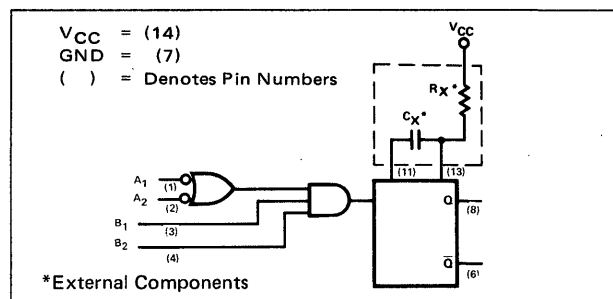 VCC = (14)
GND = (7)
( ) = Denotes Pin Numbers
VCC
RX*
CX*
(11) (13)
A1 (1)
A2 (2)
B1 (3)
B2 (4)
Q (8)
Q̅ (6)
*External Components